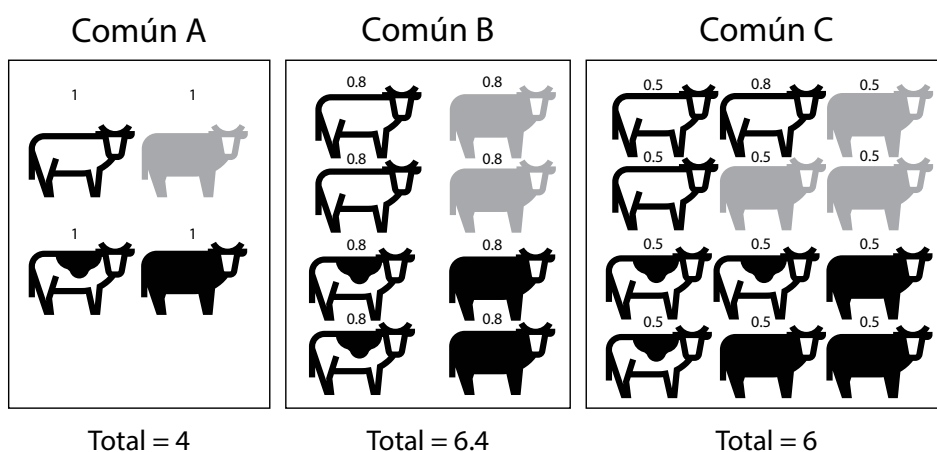 Común A
Común B
Común C
1 1
1 1
0.8 0.8
0.8 0.8
0.8 0.8
0.8 0.8
0.5 0.8 0.5
0.5 0.5 0.5
0.5 0.5 0.5
0.5 0.5 0.5
Total = 4
Total = 6.4
Total = 6